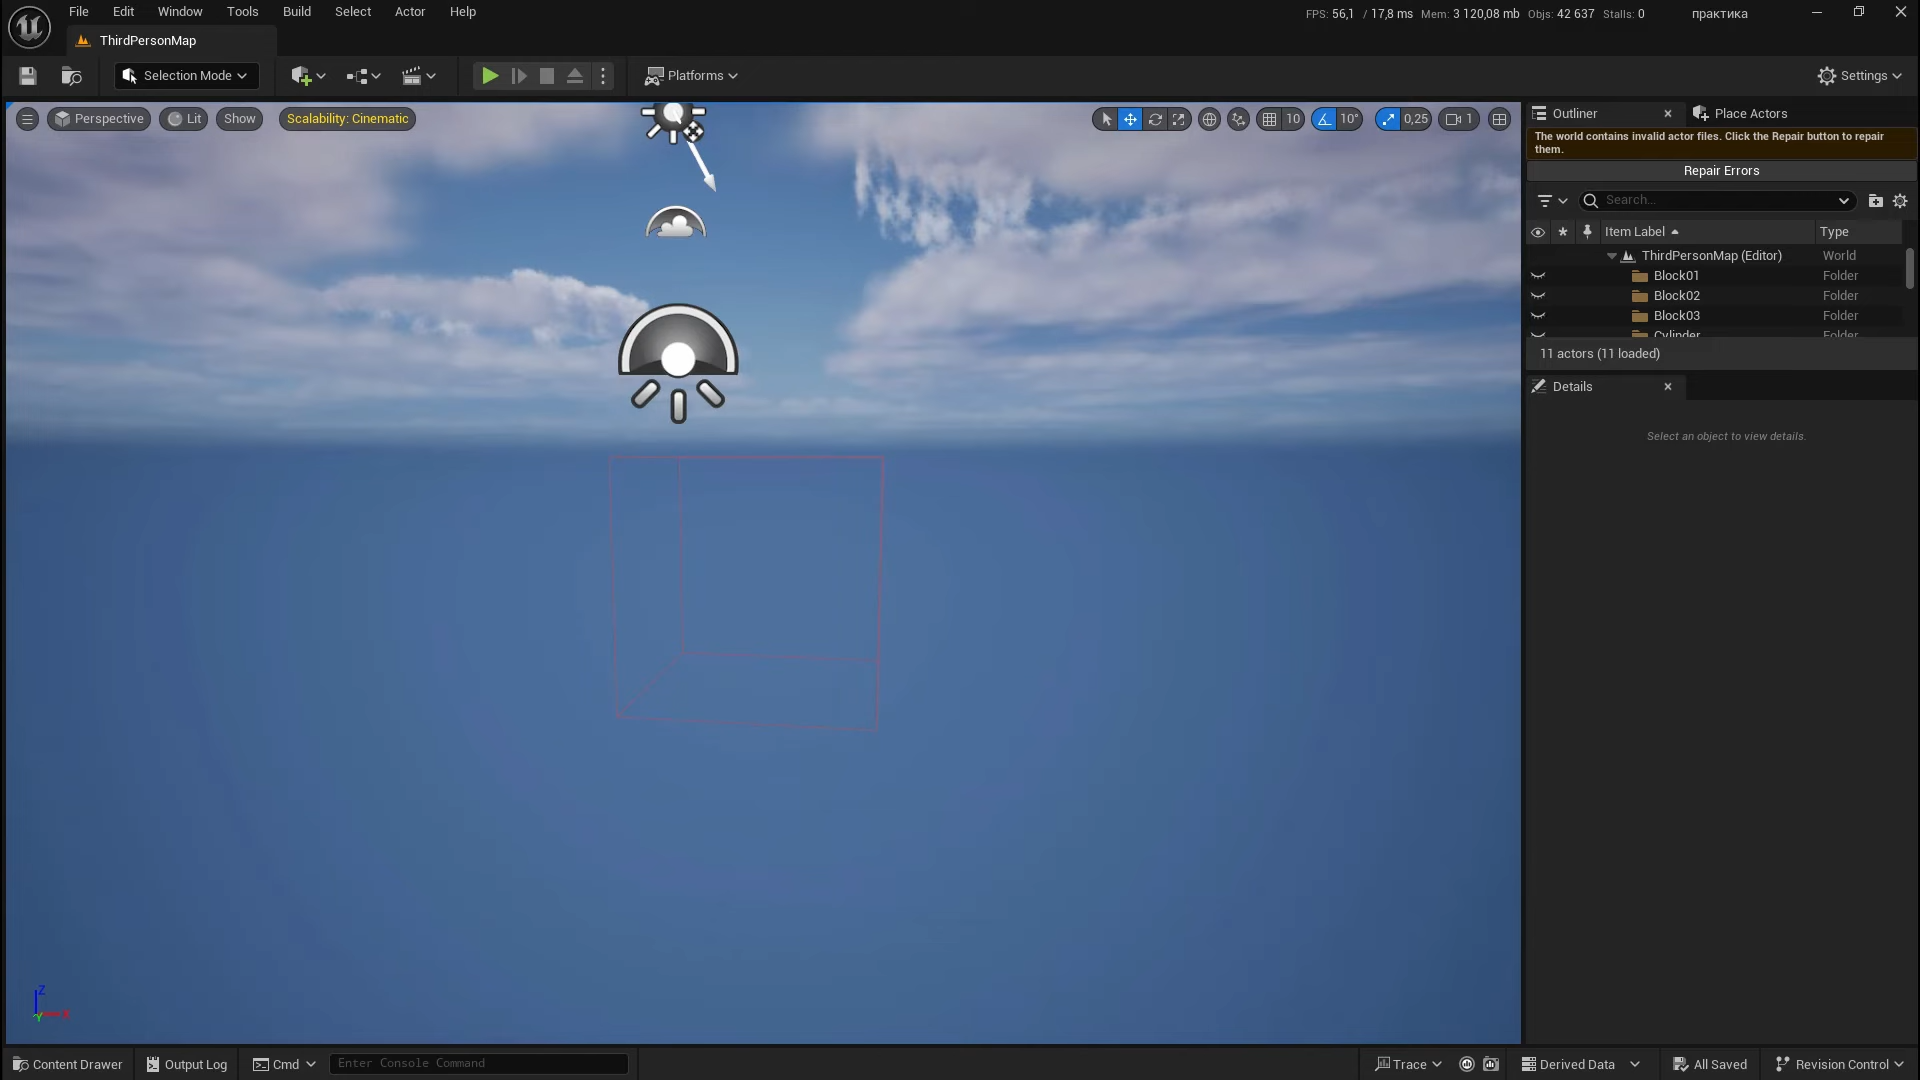 File Edit Window Tools Build Select Actor Help
FPS: 56,1 / 17,8 ms Mem: 3 120,08 mb Objs: 42 637 Stalls: 0 практика
ThirdPersonMap
Selection Mode Platforms Settings
Perspective Lit Show Scalability: Cinematic 10 10° 0,25 1
Outliner Place Actors
The world contains invalid actor files. Click the Repair button to repair
them.
Repair Errors
Search...
Item Label Type
ThirdPersonMap (Editor) World
Block01 Folder
Block02 Folder
Block03 Folder
Cylinder Folder
11 actors (11 loaded)
Details
Select an object to view details.
Z
X
Y
Content Drawer Output Log Cmd Enter Console Command Trace Derived Data All Saved Revision Control